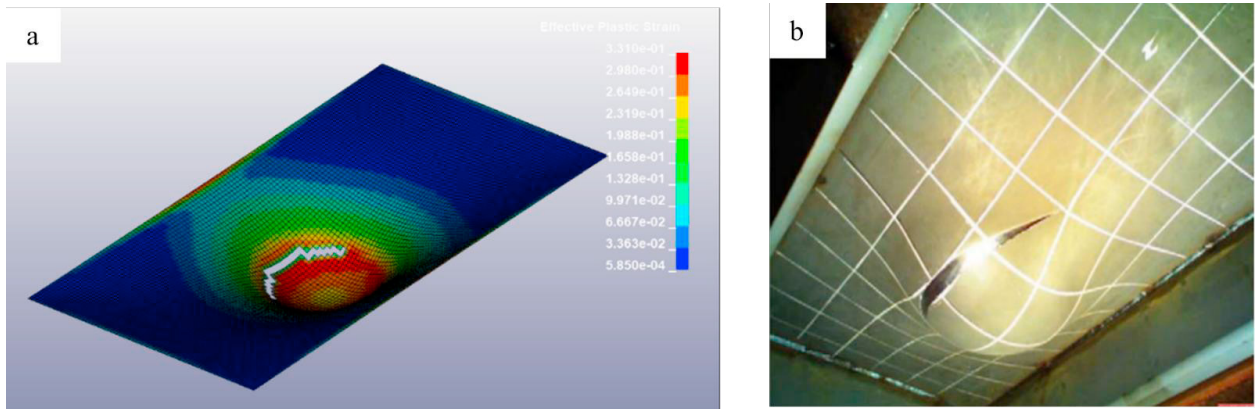 a
Effective Plastic Strain
3.310e-01
2.980e-01
2.649e-01
2.319e-01
1.988e-01
1.658e-01
1.328e-01
9.971e-02
6.667e-02
3.363e-02
5.850e-04
b